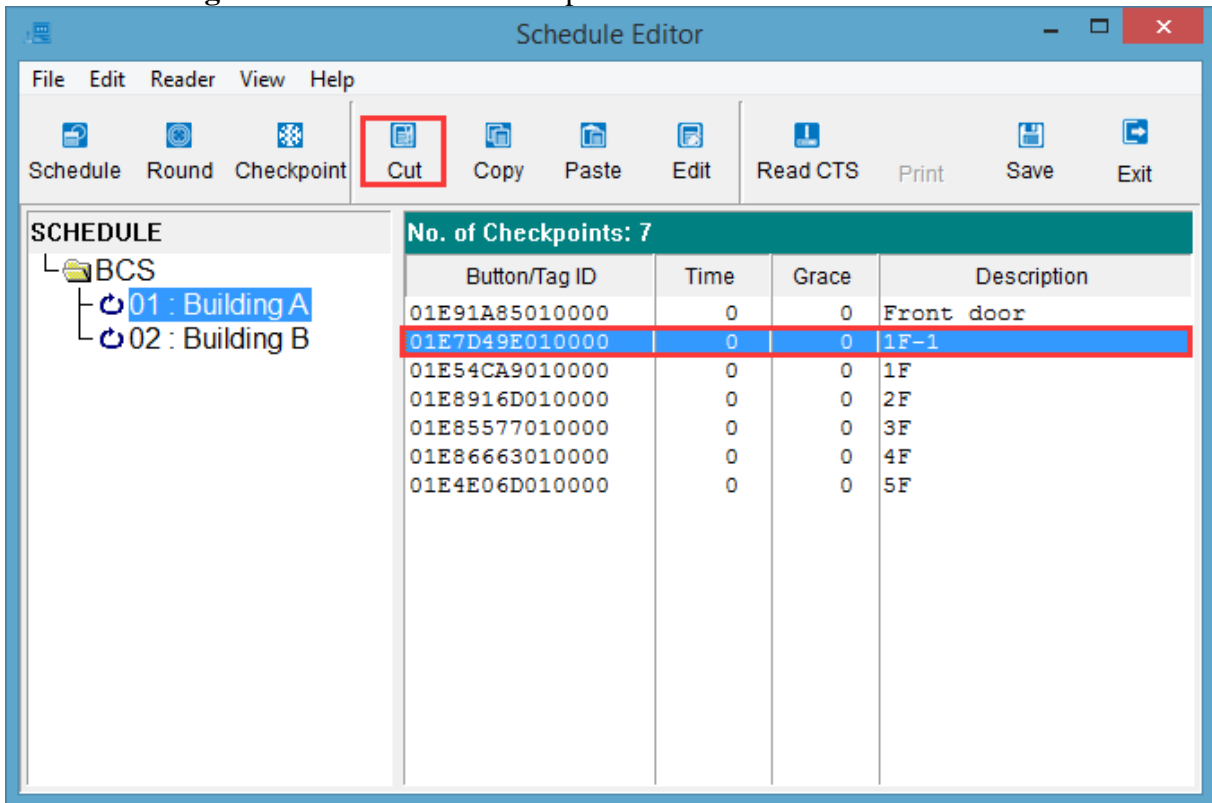 Schedule Editor
File Edit Reader View Help
Schedule Round Checkpoint Cut Copy Paste Edit Read CTS Print Save Exit
SCHEDULE
BCS
01 : Building A
02 : Building B
No. of Checkpoints: 7
Button/Tag ID Time Grace Description
01E91A85010000 0 0 Front door
01E7D49E010000 0 0 1F-1
01E54CA9010000 0 0 1F
01E8916D010000 0 0 2F
01E85577010000 0 0 3F
01E86663010000 0 0 4F
01E4E06D010000 0 0 5F